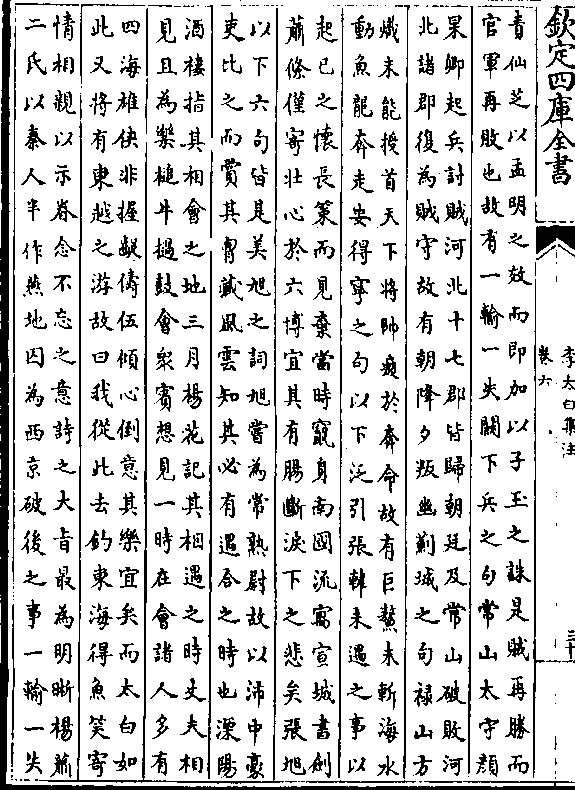 欽定四庫全書
李太白集注
卷六
三十
青仙芝以孟明之效而即加以子玉之誅是賊再勝而
官軍再敗也故有一輸一失關下兵之句常山太守顔
杲卿起兵討賊河北十七郡皆歸朝廷及常山破敗河
北諸郡復為賊守故有朝降夕叛幽薊城之句禄山方
熾未能授首天下將帥疲於奔命故有巨鰲未斬海水
動魚龍奔走安得寧之句以下泛引張韓未遇之事以
起已之懷長策而見棄當時竄身南國流寓宣城書劍
蕭條僅寄壯心於六博宜其有腸斷淚下之悲矣張旭
以下六句皆是美旭之詞旭嘗為常熟尉故以沛中豪
吏比之而賞其胷藏風雲知其必有遇合之時也溧陽
酒樓指其相會之地三月楊花記其相遇之時丈夫相
見且為樂槌牛撾鼓會衆賓想見一時在會諸人多有
四海雄俠非握齪儔伍傾心倒意其樂宜矣而太白如
此又將有東越之游故曰我從此去釣東海得魚笑寄
情相親以示眷念不忘之意詩之大旨最為明晰楊蕭
二氏以秦人半作燕地囚為西京破後之事一輸一失